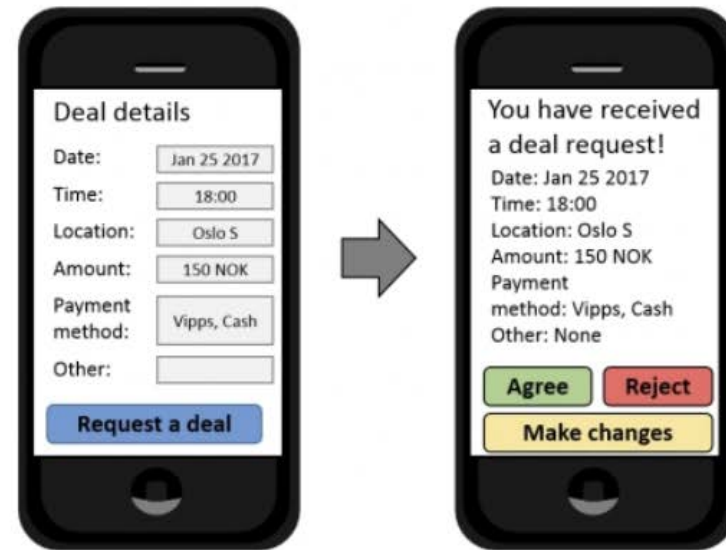 Deal details
Date: Jan 25 2017
Time: 18:00
Location: Oslo S
Amount: 150 NOK
Payment
method: Vipps, Cash
Other:
Request a deal
You have received
a deal request!
Date: Jan 25 2017
Time: 18:00
Location: Oslo S
Amount: 150 NOK
Payment
method: Vipps, Cash
Other: None
Agree Reject
Make changes